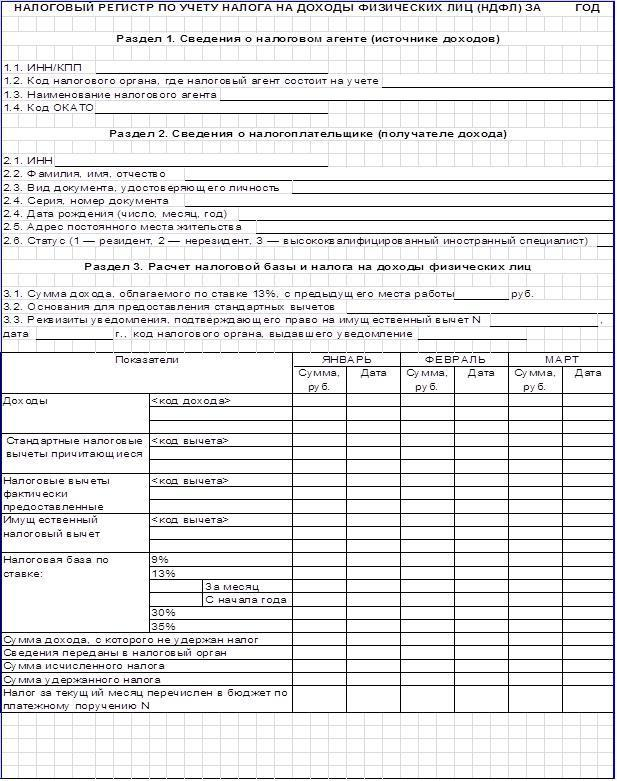 НАЛОГОВЫЙ РЕГИСТР ПО УЧЕТУ НАЛОГА НА ДОХОДЫ ФИЗИЧЕСКИХ ЛИЦ (НДФЛ) ЗА ГОД
Раздел 1. Сведения о налоговом агенте (источнике доходов)
1.1. ИНН/КПП
1.2. Код налогового органа, где налоговый агент состоит на учете
1.3. Наименование налогового агента
1.4. Код ОКАТО
Раздел 2. Сведения о налогоплательщике (получателе дохода)
2.1. ИНН
2.2. Фамилия, имя, отчество
2.3. Вид документа, удостоверяющего личность
2.4. Серия, номер документа
2.4. Дата рождения (число, месяц, год)
2.5. Адрес постоянного места жительства
2.6. Статус (1 — резидент, 2 — нерезидент, 3 — высококвалифицированный иностранный специалист)
Раздел 3. Расчет налоговой базы и налога на доходы физических лиц
3.1. Сумма дохода, облагаемого по ставке 13%, с предыдущего места работы руб.
3.2. Основания для предоставления стандартных вычетов
3.3. Реквизиты уведомления, подтверждающего право на имущественный вычет N ,
дата г., код налогового органа, выдавшего уведомление
Показатели ЯНВАРЬ ФЕВРАЛЬ МАРТ
Сумма, руб. Дата Сумма, руб. Дата Сумма, руб. Дата
Доходы <код дохода>
Стандартные налоговые <код вычета>
вычеты причитающиеся
Налоговые вычеты <код вычета>
фактически
предоставленные
Имущественный <код вычета>
налоговый вычет
Налоговая база по 9%
ставке: 13%
За месяц
С начала года
30%
35%
Сумма дохода, с которого не удержан налог
Сведения переданы в налоговый орган
Сумма исчисленного налога
Сумма удержанного налога
Налог за текущий месяц перечислен в бюджет по
платежному поручению N